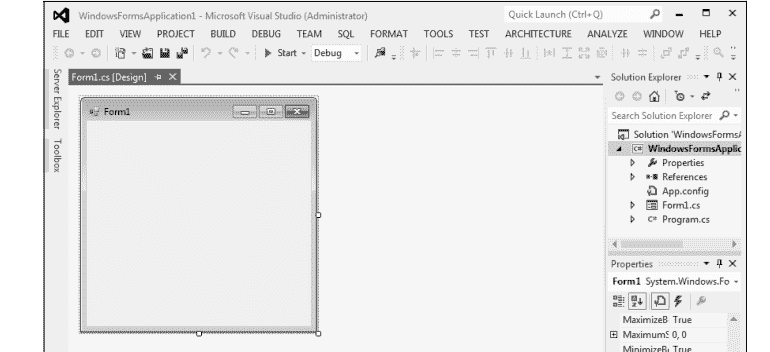 WindowsFormsApplication1 - Microsoft Visual Studio (Administrator) Quick Launch (Ctrl+Q)
FILE EDIT VIEW PROJECT BUILD DEBUG TEAM SQL FORMAT TOOLS TEST ARCHITECTURE ANALYZE WINDOW HELP
Start Debug
Server Explorer
Toolbox
Form1.cs [Design]
Form1
Solution Explorer
Search Solution Explorer
Solution 'WindowsFormsA
C# WindowsFormsApplic
Properties
References
App.config
Form1.cs
C# Program.cs
Properties
Form1 System.Windows.Fo
MaximizeB True
MaximumS 0, 0
MinimizeB True